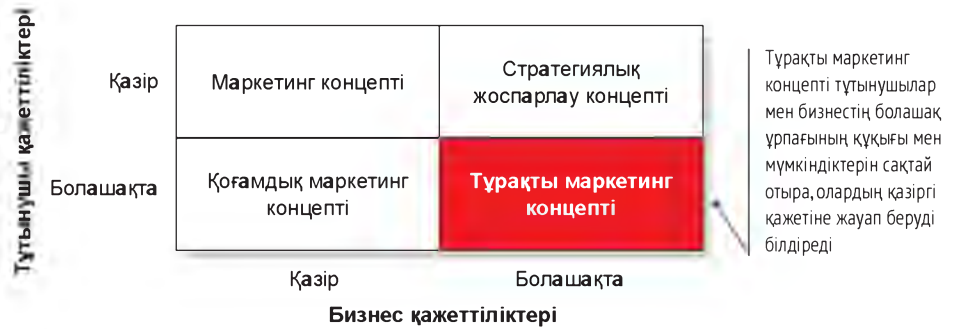 Тұтынушы қажеттіліктері
Қазір
Маркетинг концепті
Стратегиялық
жоспарлау концепті
Болашақта
Қоғамдық маркетинг
концепті
Тұрақты маркетинг
концепті
Қазір
Болашақта
Бизнес қажеттіліктері
Тұрақты маркетинг
концепті тұтынушылар
мен бизнестің болашақ
ұрпағының құқығы мен
мүмкіндіктерін сақтай
отыра, олардың қазіргі
қажетіне жауап беруді
білдіреді